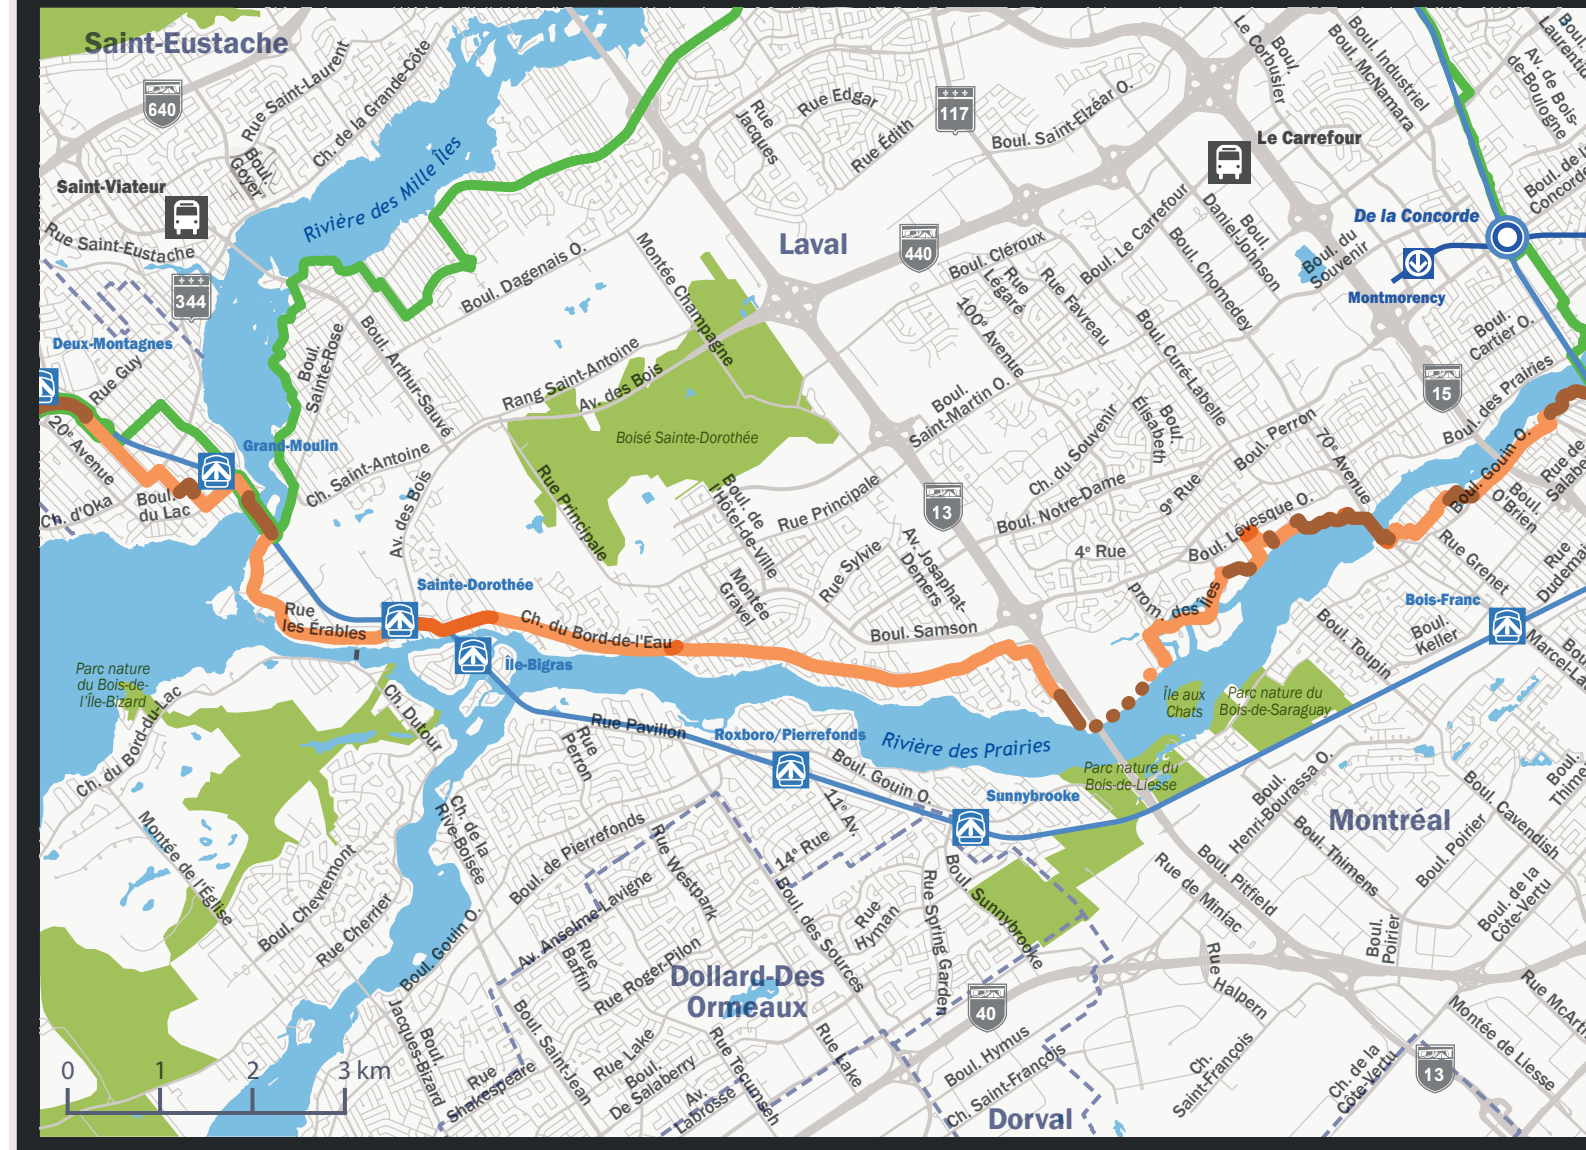 Saint-Eustache
640
Rue Saint-Laurent
Ch. de la Grande-Côte
Boul.
Goyer
Saint-Viateur
Rue Saint-Eustache
344
Rivière des Mille Îles
Rue
Jacques
Rue Edgar
Rue Édith
117
Boul. Saint-Elzéar O.
Le Corbusier
Boul.
Boul. Industriel
Boul. McNamara
Av. de Bois-
de-Boulogne
Le Carrefour
Boul. de la
Concorde
De la Concorde
Montmorency
Laval
440
Boul. Cléroux
Rue
Légaré
Rue Favreau
100e Avenue
Boul. Le Carrefour
Boul.
Daniel-Johnson
Boul. Chomedey
Boul. du
Souvenir
Boul. Dagenais O.
Montée Champagne
Deux-Montagnes
Rue Guy
20e Avenue
Boul.
Sainte-Rose
Boul. Arthur-Sauvé
Rang Saint-Antoine
Av. des Bois
Boisé Sainte-Dorothée
Boul.
Saint-Martin O.
Boul. Curé-Labelle
Boul.
Cartier O.
15
Boul. des Prairies
Grand-Moulin
Ch. Saint-Antoine
Av. des Bois
Ch. d'Oka
Boul.
du Lac
Rue Principale
Boul. de
l'Hôtel-de-Ville
Rue Principale
13
Ch. du Souvenir
Boul.
Élisabeth
Boul. Perron
70e Avenue
Boul. Notre-Dame
9e Rue
4e Rue
Boul. Lévesque O.
Boul. Gouin O.
Boul.
O'Brien
Rue Grenet
Sainte-Dorothée
Rue
les Érables
Île-Bigras
Ch. du Bord-de-l'Eau
Montée
Gravel
Rue Sylvie
Av. Josaphat-
Demers
Boul. Samson
prom. des îles
Bois-Franc
Boul.
Keller
Boul. Toupin
Parc nature
du Bois-de-
l'Île-Bizard
Ch. du Bord-du-Lac
Ch. Dutour
Rue Pavillon
Rue
Perron
Roxboro/Pierrefonds
Rivière des Prairies
Île aux
Chats
Parc nature du
Bois-de-Saraguay
Parc nature du
Bois-de-Liesse
Boul. Gouin O.
Sunnybrooke
11e Av.
14e Rue
Boul.
Henri-Bourassa O.
Montréal
Boul. Cavendish
Boul. Poirier
Boul. Thimens
Boul. Pitfield
Rue de Miniac
Boul. de la
Côte-Vertu
Boul.
Poirier
Montée de l'Église
Boul. Chevremont
Rue Cherrier
Ch. de la
Rive-Boisée
Boul. de Pierrefonds
Rue Westpark
Av. Anselme-Lavigne
Rue
Baffin
Rue Roger-Pilon
Boul. des Sources
Rue
Hyman
Rue Spring Garden
Boul. Sunnybrooke
Dollard-Des
Ormeaux
40
Rue
Halpern
Boul. Gouin O.
Boul.
Jacques-Bizard
Boul. Saint-Jean
Rue
Shakespeare
Rue Lake
Boul.
De Salaberry
Av.
Labrosse
Rue Tecumseh
Rue Lake
Boul. Hymus
Ch. Saint-François
Ch.
Saint-François
Ch. de la
Côte-Vertu
13
Montée de Liesse
Dorval
0 1 2 3 km